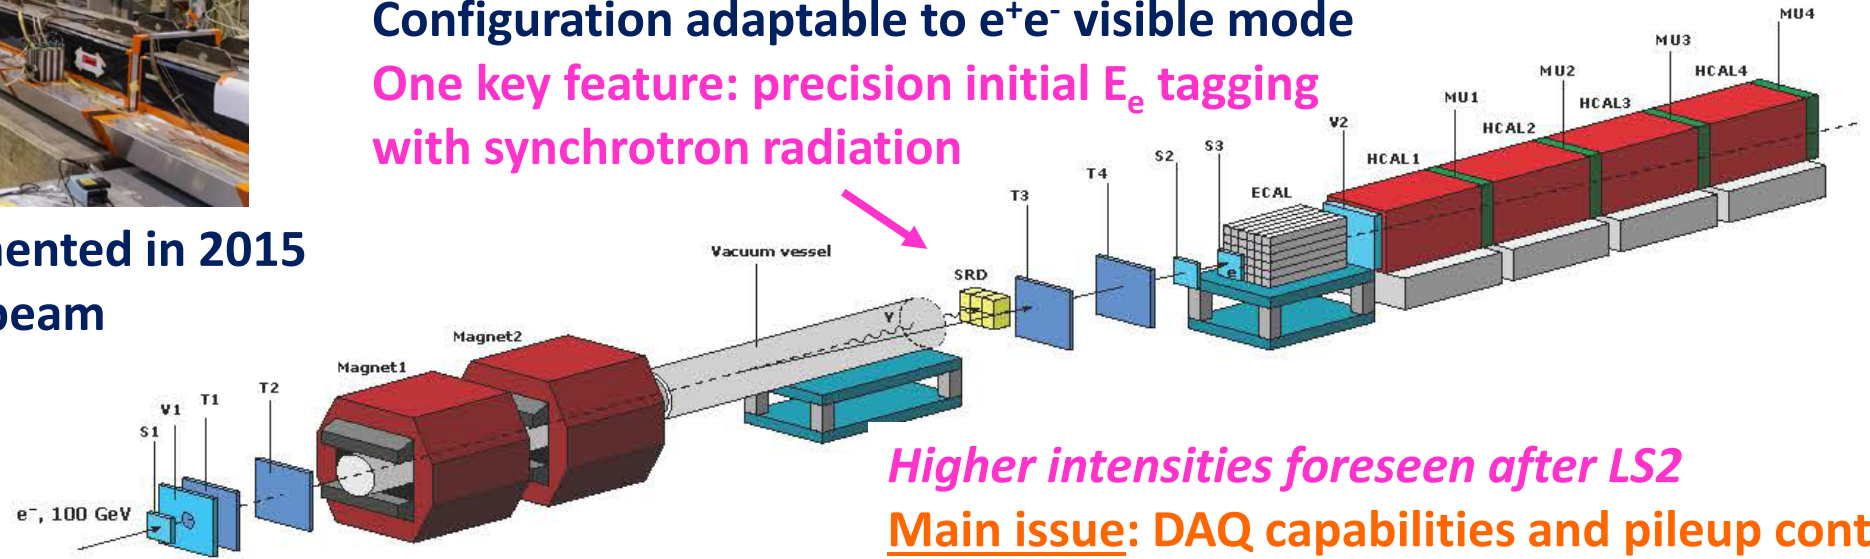 Configuration adaptable to e⁺e⁻ visible mode
One key feature: precision initial Eₑ tagging
with synchrotron radiation
MU4
MU3
HCAL4
MU2
HCAL3
MU1
HCAL2
V2
HCAL1
S3
S2
ECAL
T4
T3
e
SRD
γ
Vacuum vessel
Magnet2
Magnet1
T2
T1
V1
S1
e⁻, 100 GeV
ented in 2015
beam
Higher intensities foreseen after LS2
Main issue: DAQ capabilities and pileup cont